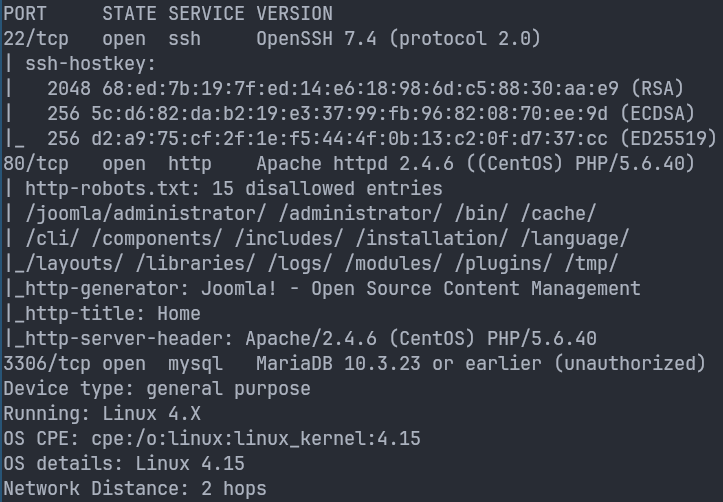 PORT     STATE SERVICE VERSION
22/tcp   open  ssh     OpenSSH 7.4 (protocol 2.0)
| ssh-hostkey:
|   2048 68:ed:7b:19:7f:ed:14:e6:18:98:6d:c5:88:30:aa:e9 (RSA)
|   256 5c:d6:82:da:b2:19:e3:37:99:fb:96:82:08:70:ee:9d (ECDSA)
|_  256 d2:a9:75:cf:2f:1e:f5:44:4f:0b:13:c2:0f:d7:37:cc (ED25519)
80/tcp   open  http    Apache httpd 2.4.6 ((CentOS) PHP/5.6.40)
| http-robots.txt: 15 disallowed entries
| /joomla/administrator/ /administrator/ /bin/ /cache/
| /cli/ /components/ /includes/ /installation/ /language/
|_/layouts/ /libraries/ /logs/ /modules/ /plugins/ /tmp/
|_http-generator: Joomla! - Open Source Content Management
|_http-title: Home
|_http-server-header: Apache/2.4.6 (CentOS) PHP/5.6.40
3306/tcp open  mysql   MariaDB 10.3.23 or earlier (unauthorized)
Device type: general purpose
Running: Linux 4.X
OS CPE: cpe:/o:linux:linux_kernel:4.15
OS details: Linux 4.15
Network Distance: 2 hops